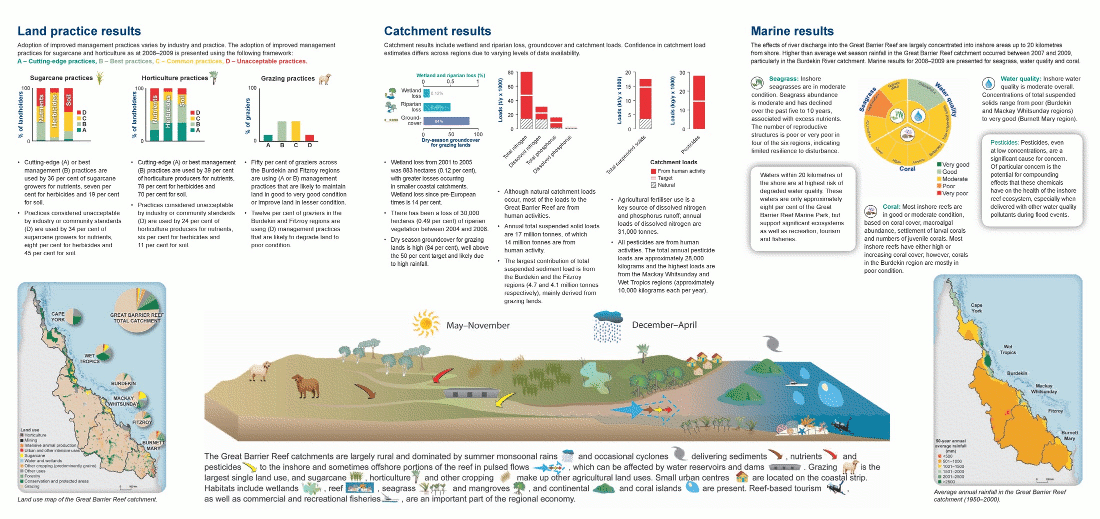 Land practice results
Adoption of improved management practices varies by industry and practice. The adoption of improved management
practices for sugarcane and horticulture as at 2008–2009 is presented using the following framework:
A – Cutting-edge practices, B – Best practices, C – Common practices, D – Unacceptable practices.
Sugarcane practices
Horticulture practices
Grazing practices
% of landholders
100
0
Nutrients
Herbicides
Soil
D
C
B
A
% of landholders
100
0
Nutrients
Herbicides
Soil
D
C
B
A
% of graziers
100
0
A B C D
• Cutting-edge (A) or best
management (B) practices are
used by 36 per cent of sugarcane
growers for nutrients, seven per
cent for herbicides and 19 per cent
for soil.
• Practices considered unacceptable
by industry or community standards
(D) are used by 34 per cent of
sugarcane growers for nutrients,
eight per cent for herbicides and
45 per cent for soil
• Cutting-edge (A) or best management
(B) practices are used by 39 per cent
of horticulture producers for nutrients,
78 per cent for herbicides and
70 per cent for soil.
• Practices considered unacceptable
by industry or community standards
(D) are used by 24 per cent of
horticulture producers for nutrients,
six per cent for herbicides and
11 per cent for soil
• Fifty per cent of graziers across
the Burdekin and Fitzroy regions
are using (A) or (B) management
practices that are likely to maintain
land in good to very good condition
or improve land in lesser condition.
• Twelve per cent of graziers in the
Burdekin and Fitzroy regions are
using (D) management practices
that are likely to degrade land to
poor condition.
CAPE
YORK
GREAT BARRIER REEF
TOTAL CATCHMENT
WET
TROPICS
BURDEKIN
MACKAY
WHITSUNDAY
FITZROY
BURNETT
MARY
Land use
Horticulture
Mining
Intensive animal production
Urban and other intensive uses
Sugarcane
Water and wetlands
Other cropping (predominantly grains)
Other uses
Forestry
Conservation and protected areas
Grazing
Land use map of the Great Barrier Reef catchment.
Catchment results
Catchment results include wetland and riparian loss, groundcover and catchment loads. Confidence in catchment load
estimates differs across regions due to varying levels of data availability.
Wetland and riparian loss (%)
0 0.5 1
Wetland
loss
0.12%
Riparian
loss
0.49%
Ground-
cover
84%
0 50 100
Dry-season groundcover
for grazing lands
Loads (kt/y x 1000)
80
60
40
20
0
Total nitrogen
Dissolved nitrogen
Total phosphorus
Dissolved phosphorus
20
15
10
5
0
Total suspended solids
Loads (kg/y x 1000)
30
20
10
0
Pesticides
Catchment loads
From human activity
Target
Natural
• Wetland loss from 2001 to 2005
was 883 hectares (0.12 per cent),
with greater losses occurring
in smaller coastal catchments.
Wetland loss since pre-European
times is 14 per cent.
• There has been a loss of 30,000
hectares (0.49 per cent) of riparian
vegetation between 2004 and 2008.
• Dry season groundcover for grazing
lands is high (84 per cent), well above
the 50 per cent target and likely due
to high rainfall.
• Although natural catchment loads
occur, most of the loads to the
Great Barrier Reef are from
human activities.
• Annual total suspended solid loads
are 17 million tonnes, of which
14 million tonnes are from
human activity.
• The largest contribution of total
suspended sediment load is from
the Burdekin and the Fitzroy
regions (4.7 and 4.1 million tonnes
respectively), mainly derived from
grazing lands.
• Agricultural fertiliser use is a
key source of dissolved nitrogen
and phosphorus runoff; annual
loads of dissolved nitrogen are
31,000 tonnes.
• All pesticides are from human
activities. The total annual pesticide
loads are approximately 28,000
kilograms and the highest loads are
from the Mackay Whitsunday and
Wet Tropics regions (approximately
10,000 kilograms each per year).
May–November
December–April
The Great Barrier Reef catchments are largely rural and dominated by summer monsoonal rains and occasional cyclones delivering sediments , nutrients and
pesticides to the inshore and sometimes offshore portions of the reef in pulsed flows , which can be affected by water reservoirs and dams . Grazing is the
largest single land use, and sugarcane , horticulture and other cropping make up other agricultural land uses. Small urban centres are located on the coastal strip.
Habitats include wetlands , reef , seagrass and mangroves , and continental and coral islands are present. Reef-based tourism ,
as well as commercial and recreational fisheries , are an important part of the regional economy.
Marine results
The effects of river discharge into the Great Barrier Reef are largely concentrated into inshore areas up to 20 kilometres
from shore. Higher than average wet season rainfall in the Great Barrier Reef catchment occurred between 2007 and 2009,
particularly in the Burdekin River catchment. Marine results for 2008–2009 are presented for seagrass, water quality and coral.
Seagrass: Inshore
seagrasses are in moderate
condition. Seagrass abundance
is moderate and has declined
over the past five to 10 years,
associated with excess nutrients.
The number of reproductive
structures is poor or very poor in
four of the six regions, indicating
limited resilience to disturbance.
Waters within 20 kilometres of
the shore are at highest risk of
degraded water quality. These
waters are only approximately
eight per cent of the Great
Barrier Reef Marine Park, but
support significant ecosystems
as well as recreation, tourism
and fisheries.
Seagrass
Water quality
Coral
Very good
Good
Moderate
Poor
Very poor
Coral: Most inshore reefs are
in good or moderate condition,
based on coral cover, macroalgal
abundance, settlement of larval corals
and numbers of juvenile corals. Most
inshore reefs have either high or
increasing coral cover; however, corals
in the Burdekin region are mostly in
poor condition.
Water quality: Inshore water
quality is moderate overall.
Concentrations of total suspended
solids range from poor (Burdekin
and Mackay Whitsunday regions)
to very good (Burnett Mary region).
Pesticides: Pesticides, even
at low concentrations, are a
significant cause for concern.
Of particular concern is the
potential for compounding
effects that these chemicals
have on the health of the inshore
reef ecosystem, especially when
delivered with other water quality
pollutants during flood events.
Cape
York
Wet
Tropics
Burdekin
Mackay
Whitsunday
Fitzroy
Burnett
Mary
50-year annual
average rainfall
(mm)
<500
501–1000
1001–1500
1501–2000
2001–2500
>2500
Average annual rainfall in the Great Barrier Reef
catchment (1950–2000).